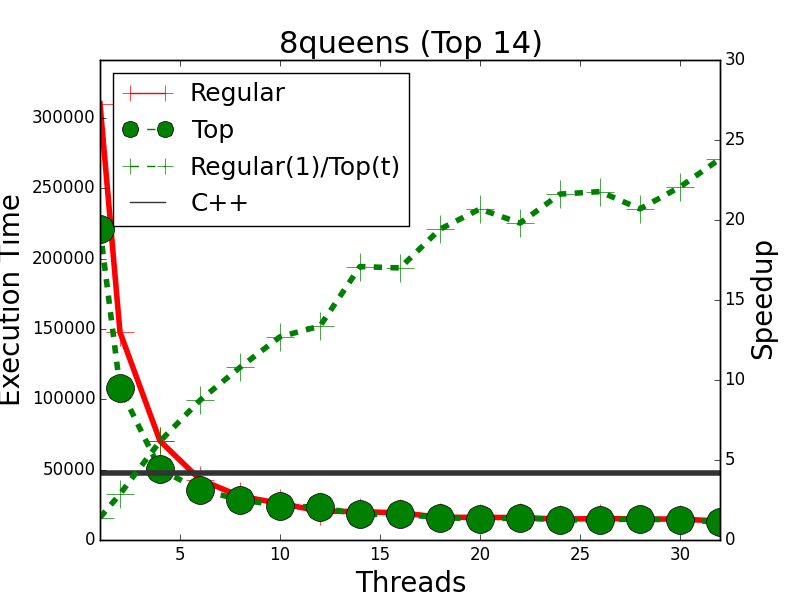 8queens (Top 14)
Regular
Top
Regular(1)/Top(t)
C++
Execution Time
300000
250000
200000
150000
100000
50000
0
30
25
20
15
10
5
0
Speedup
5 10 15 20 25 30
Threads